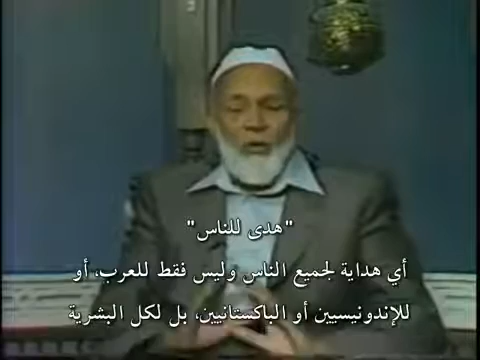 "هدى للناس"
أي هداية لجميع الناس وليس فقط للعرب، أو
للإندونيسيين أو الباكستانيين، بل لكل البشرية